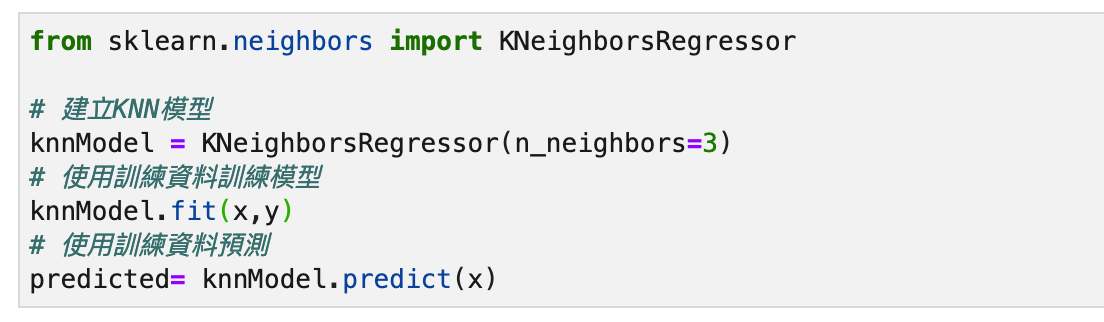 from sklearn.neighbors import KNeighborsRegressor
# 建立KNN模型
knnModel = KNeighborsRegressor(n_neighbors=3)
# 使用訓練資料訓練模型
knnModel.fit(x,y)
# 使用訓練資料預測
predicted= knnModel.predict(x)